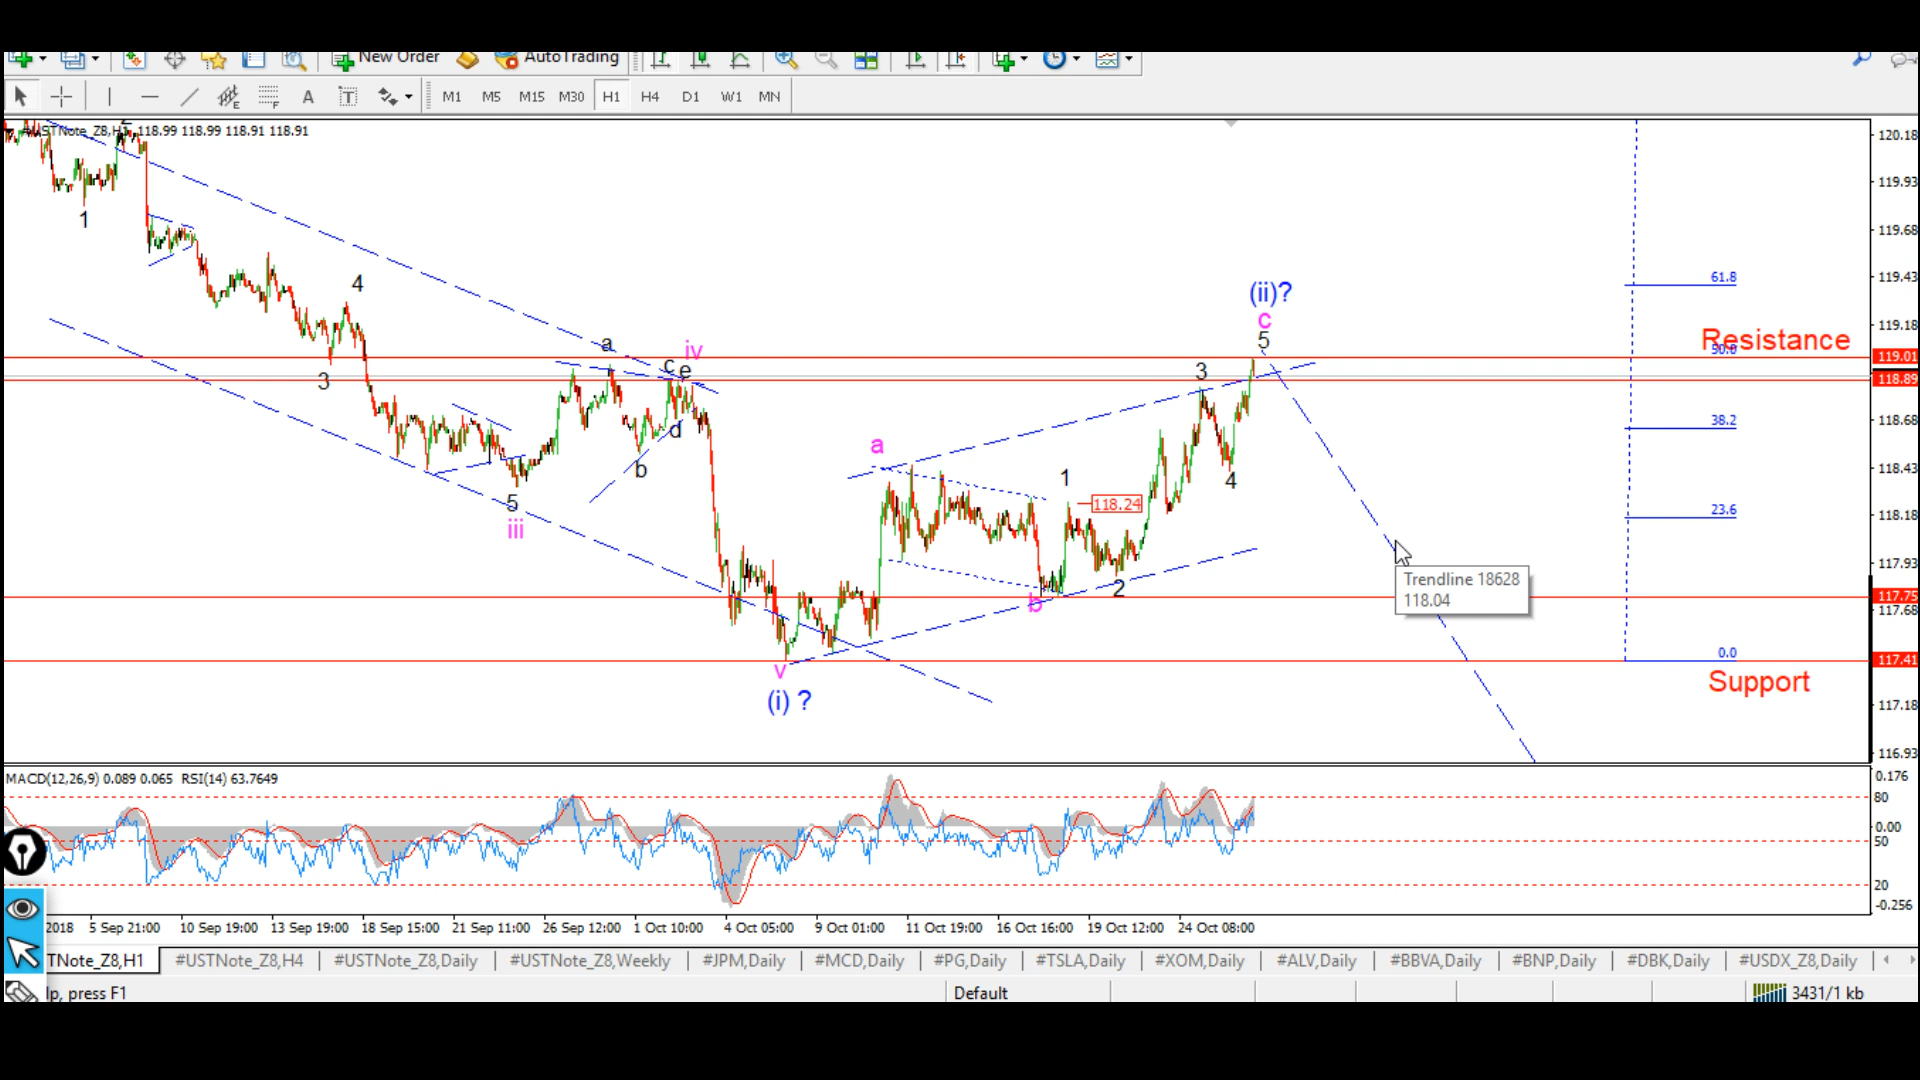 New Order AutoTrading
A T M1 M5 M15 M30 H1 H4 D1 W1 MN
#USTNote_Z8,H1 118.99 118.99 118.91 118.91
120.18
119.93
1
119.68
4
119.43
61.8
(ii)?
c
5
119.18
Resistance
50.0
119.01
a
iv
c
e
3
3
118.89
38.2
118.68
d
a
b
4
118.43
1
5
118.24
23.6
118.18
iii
117.93
Trendline 18628
118.04
2
b
117.75
117.68
0.0
117.41
v
Support
(i) ?
117.18
116.93
MACD(12,26,9) 0.089 0.065 RSI(14) 63.7649
0.176
80
0.00
50
20
-0.256
2018 5 Sep 21:00 10 Sep 19:00 13 Sep 19:00 18 Sep 15:00 21 Sep 11:00 26 Sep 12:00 1 Oct 10:00 4 Oct 05:00 9 Oct 01:00 11 Oct 19:00 16 Oct 16:00 19 Oct 12:00 24 Oct 08:00
TNote_Z8,H1 #USTNote_Z8,H4 #USTNote_Z8,Daily #USTNote_Z8,Weekly #JPM,Daily #MCD,Daily #PG,Daily #TSLA,Daily #XOM,Daily #ALV,Daily #BBVA,Daily #BNP,Daily #DBK,Daily #USDX_Z8,Daily
lp, press F1 Default 3431/1 kb